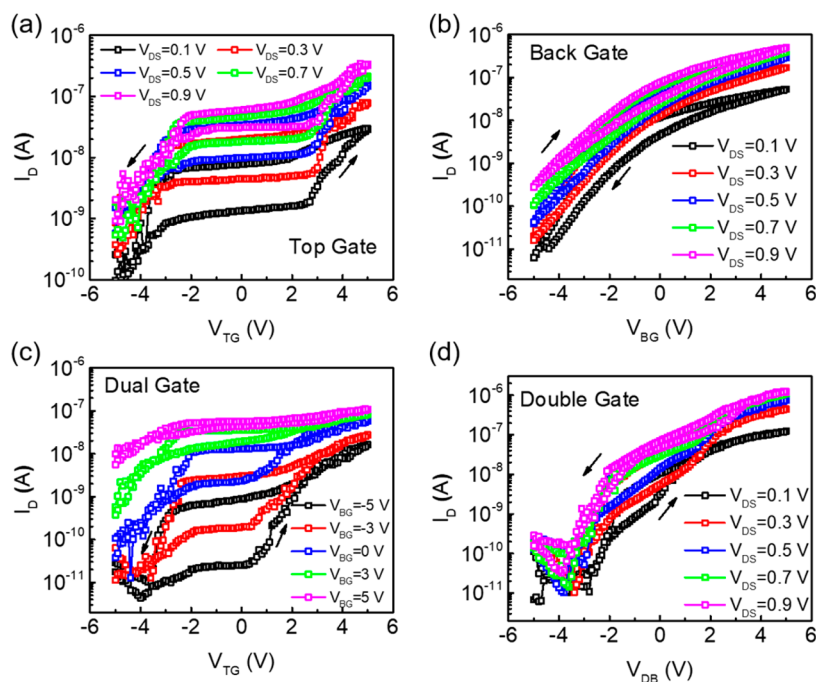 (a)
10^-6
10^-7
10^-8
10^-9
10^-10
I_D (A)
V_DS=0.1 V
V_DS=0.3 V
V_DS=0.5 V
V_DS=0.7 V
V_DS=0.9 V
Top Gate
-6 -4 -2 0 2 4 6
V_TG (V)
(b)
10^-6
10^-7
10^-8
10^-9
10^-10
10^-11
I_D (A)
Back Gate
V_DS=0.1 V
V_DS=0.3 V
V_DS=0.5 V
V_DS=0.7 V
V_DS=0.9 V
-6 -4 -2 0 2 4 6
V_BG (V)
(c)
10^-6
10^-7
10^-8
10^-9
10^-10
10^-11
I_D (A)
Dual Gate
V_BG=-5 V
V_BG=-3 V
V_BG=0 V
V_BG=3 V
V_BG=5 V
-6 -4 -2 0 2 4 6
V_TG (V)
(d)
10^-6
10^-7
10^-8
10^-9
10^-10
10^-11
I_D (A)
Double Gate
V_DS=0.1 V
V_DS=0.3 V
V_DS=0.5 V
V_DS=0.7 V
V_DS=0.9 V
-6 -4 -2 0 2 4 6
V_DB (V)